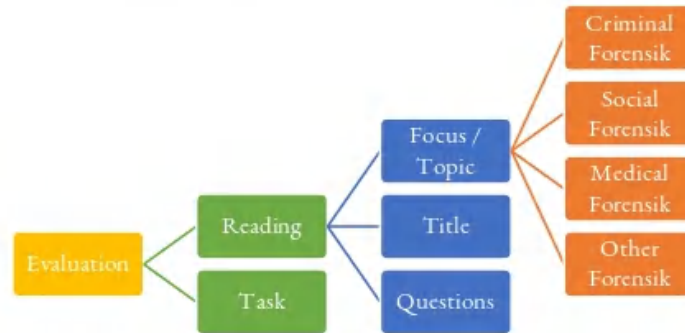 Evaluation
Reading
Task
Focus /
Topic
Title
Questions
Criminal
Forensik
Social
Forensik
Medical
Forensik
Other
Forensik